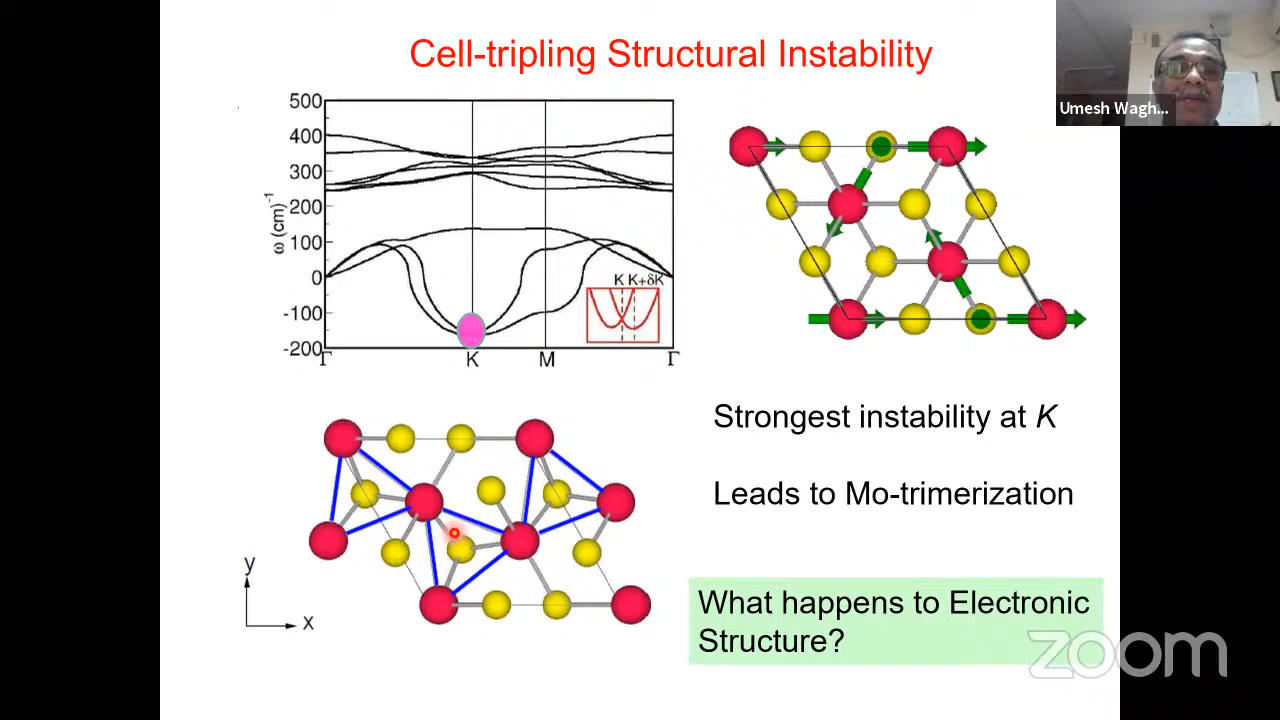 Cell-tripling Structural Instability
Umesh Wagh...
500
400
300
200
100
0
-100
-200
ω (cm)⁻¹
K K+δK
Γ K M Γ
Strongest instability at K
Leads to Mo-trimerization
y
x
What happens to Electronic
Structure?
zoom